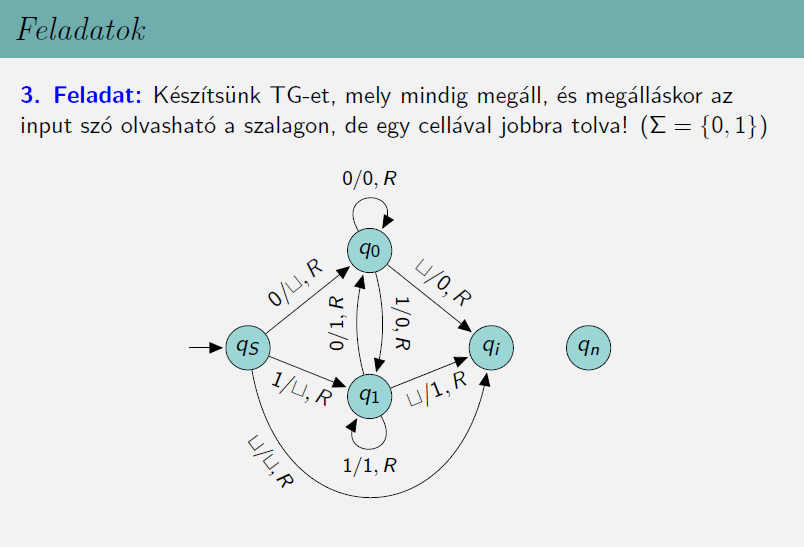 Feladatok
3. Feladat: Készítsünk TG-et, mely mindig megáll, és megálláskor az
input szó olvasható a szalagon, de egy cellával jobbra tolva! (Σ = {0, 1})
0/0, R
q₀
0/⊔, R
⊔/0, R
0/1, R
1/0, R
qₛ
qᵢ
qₙ
1/⊔, R
q₁
⊔/1, R
1/1, R
⊔/⊔, R